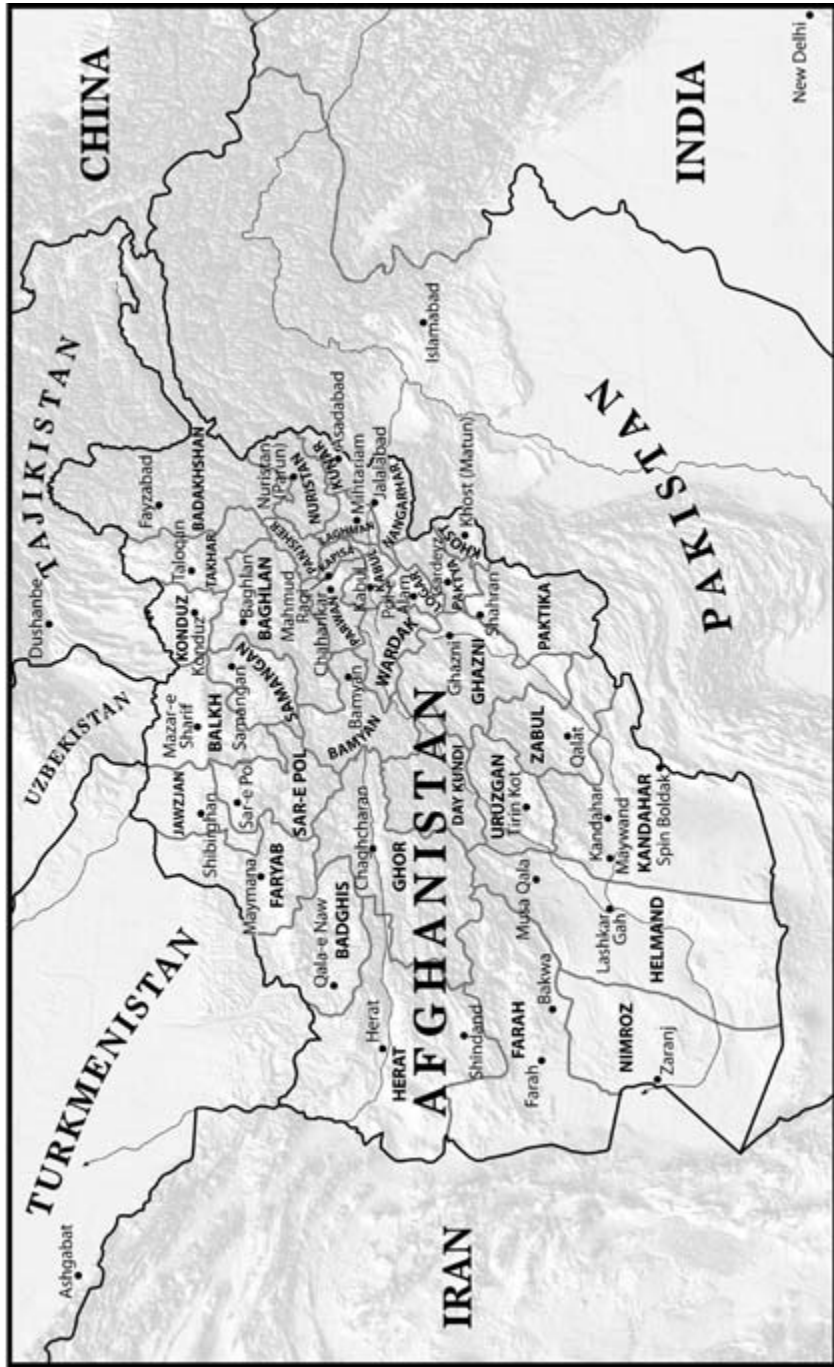 TURKMENISTAN
UZBEKISTAN
TAJIKISTAN
CHINA
Ashgabat
Dushanbe
Fayzabad
Taloqan
KONDUZ
Konduz
TAKHAR
BADAKHSHAN
Mazar-e
Sharif
BALKH
JAWZJAN
Shibirghan
Sar-e Pol
Samangan
SAMANGAN
Baghlan
BAGHLAN
Maymana
FARYAB
SAR-E POL
Nuristan
(Parun)
NURISTAN
KUNAR
Asadabad
PANJSHER
Mahmud
Raqi
KAPISA
LAGHMAN
Mihtarlam
Jalalabad
NANGARHAR
Charikar
PARWAN
Qala-e Naw
BADGHIS
Bamyan
BAMYAN
Kabul
KABUL
Pol-e
Alam
LOGAR
WARDAK
Chaghcharan
GHOR
Herat
HERAT
AFGHANISTAN
Islamabad
Gardeyz
PAKTYA
KHOST
Khost (Matun)
Ghazni
GHAZNI
Shahran
DAY KUNDI
Shindand
URUZGAN
Tirin Kot
PAKTIKA
ZABUL
Qalat
FARAH
Farah
Bakwa
Musa Qala
Kandahar
Maywand
KANDAHAR
Spin Boldak
Lashkar
Gah
HELMAND
NIMROZ
Zaranj
IRAN
PAKISTAN
INDIA
New Delhi